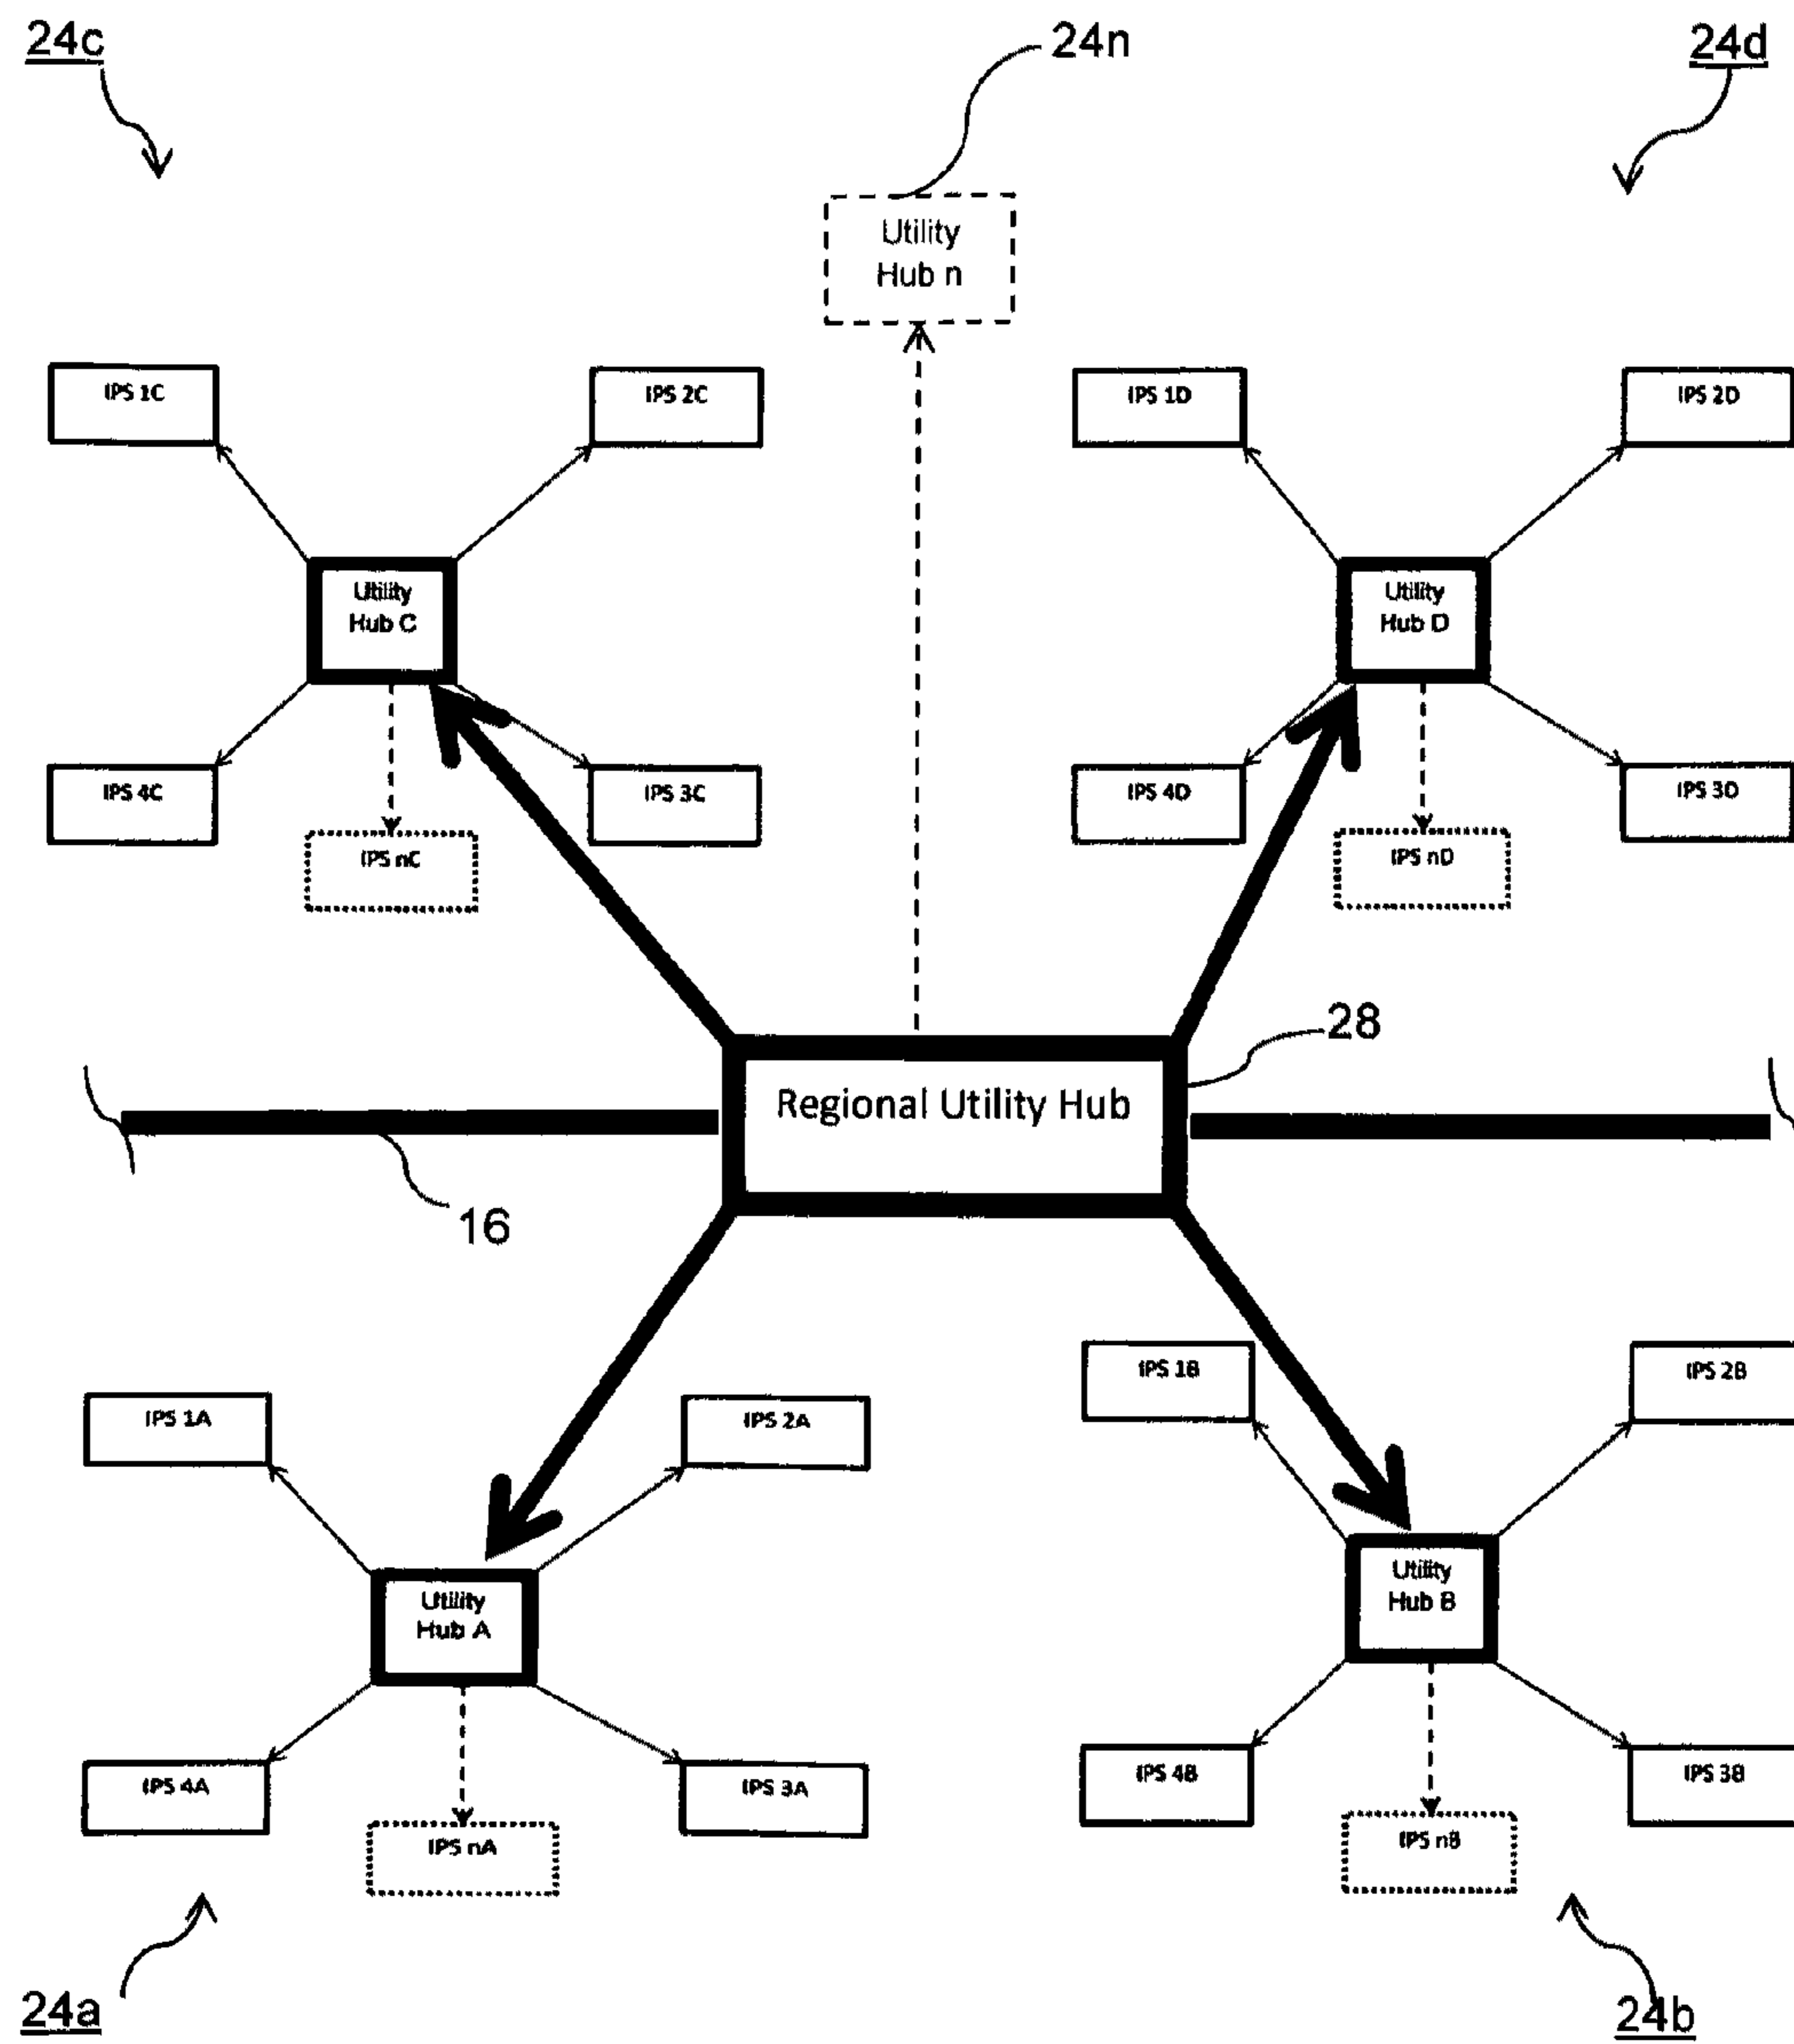 24c
24n
24d
Utility
Hub n
IPS 1C
IPS 2C
IPS 1D
IPS 2D
Utility
Hub C
Utility
Hub D
IPS 4C
IPS 3C
IPS 4D
IPS 3D
IPS nC
IPS nD
28
Regional Utility Hub
16
IPS 1B
IPS 2B
IPS 1A
IPS 2A
Utility
Hub B
Utility
Hub A
IPS 4B
IPS 3B
IPS 4A
IPS 3A
IPS nB
IPS nA
24a
24b